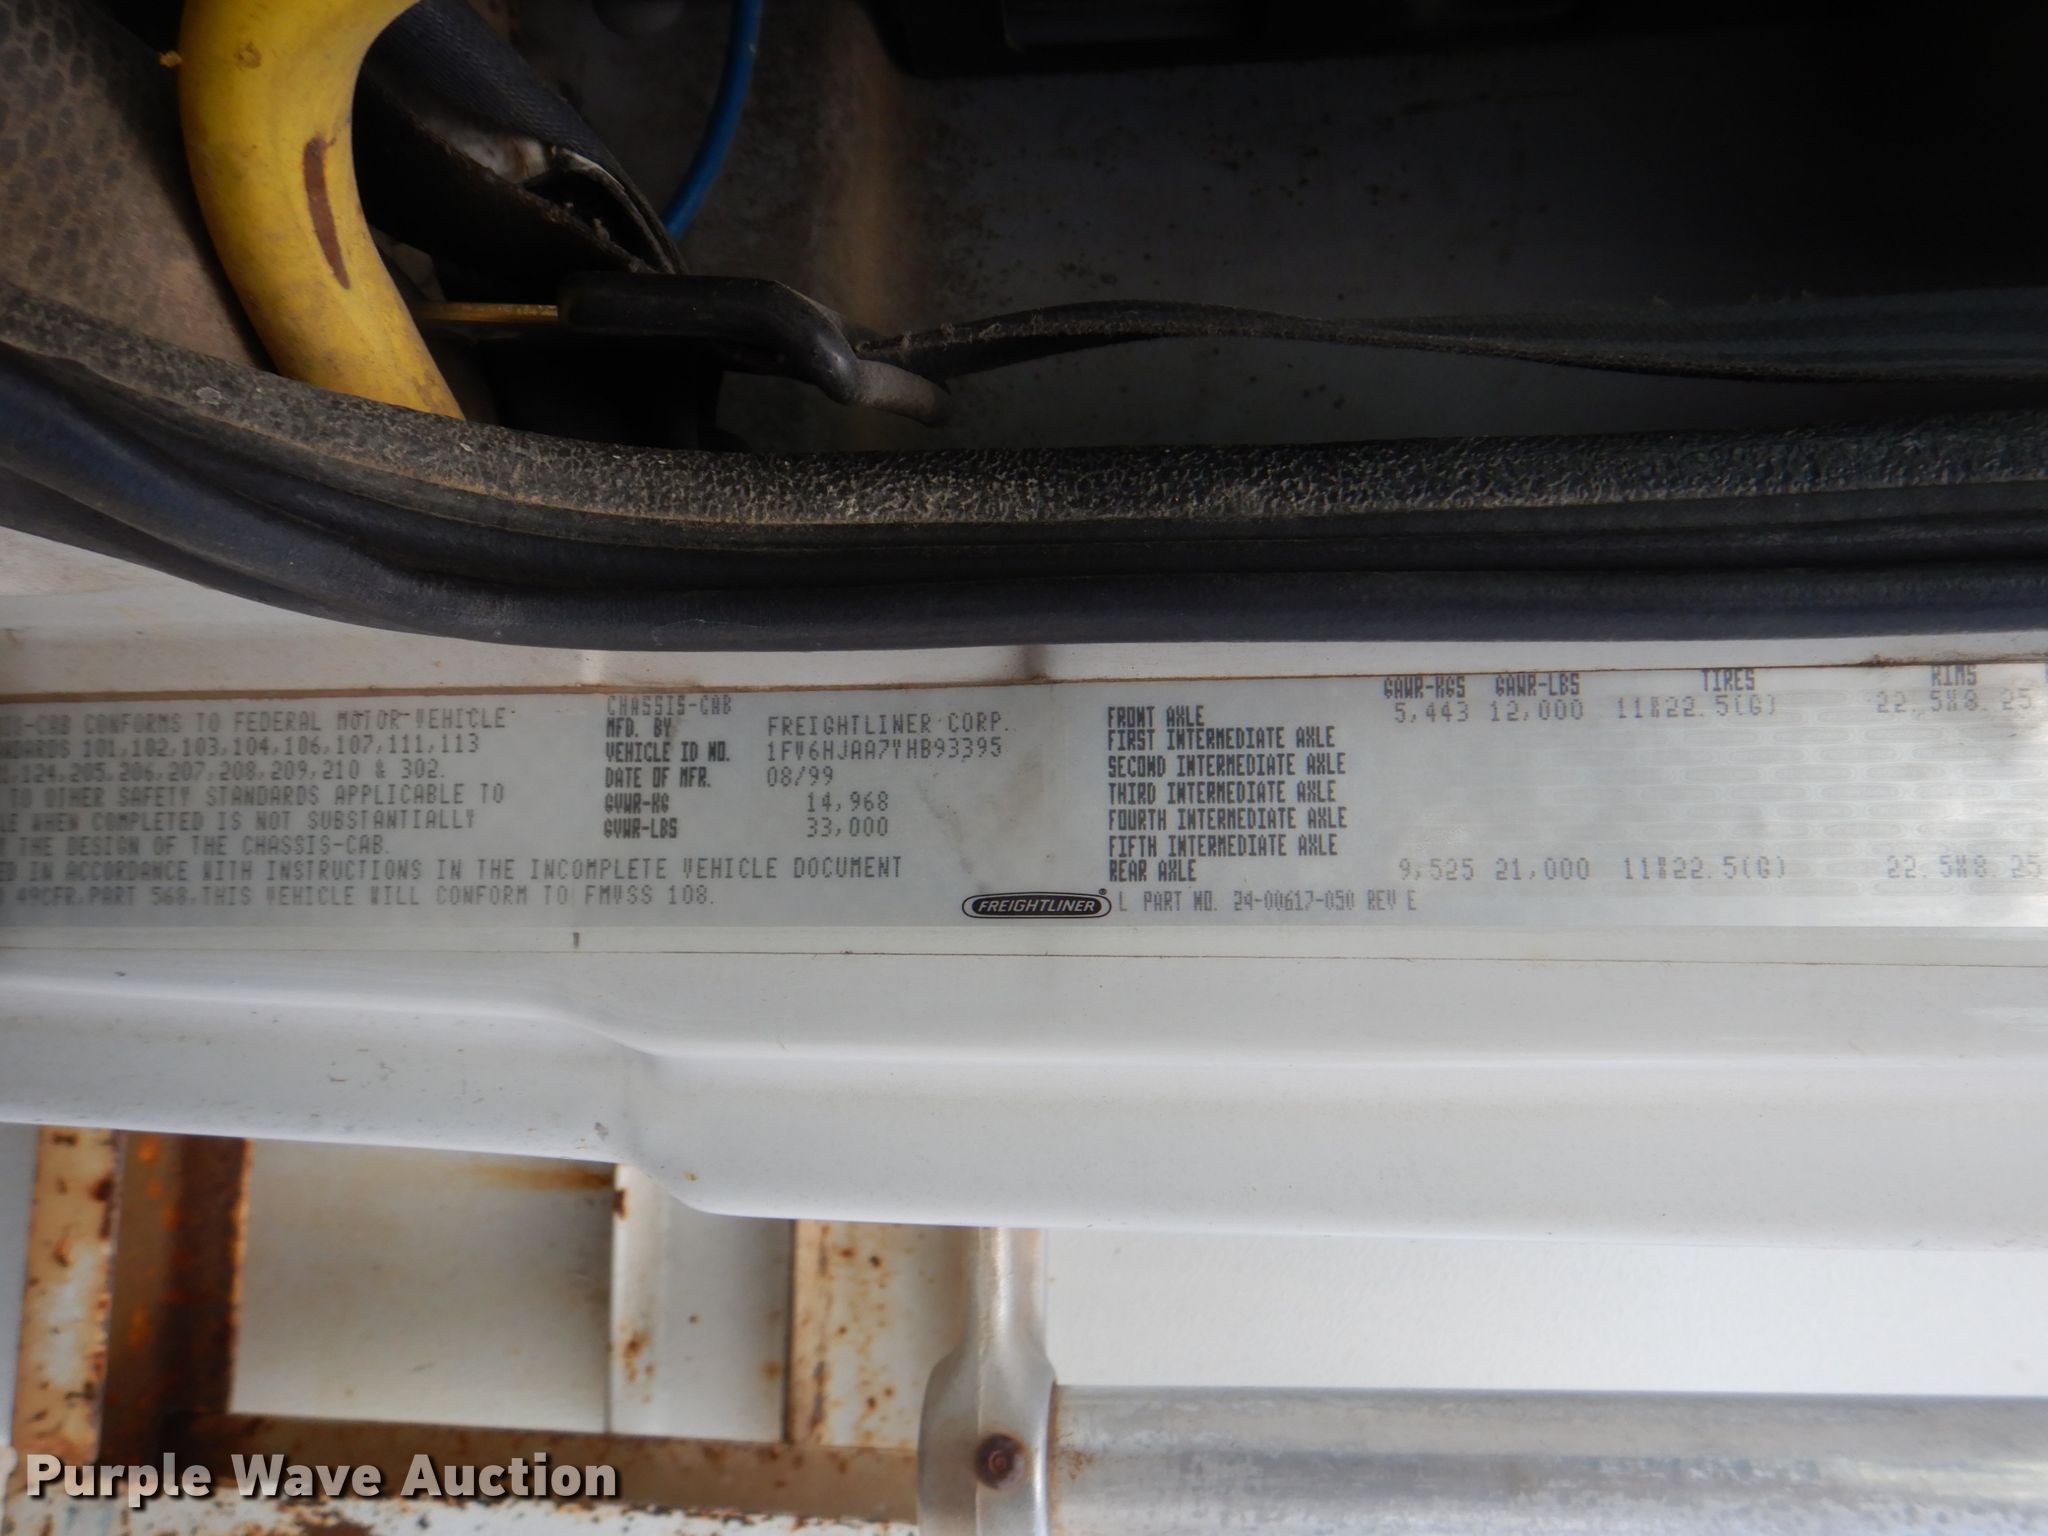 IS-CAB CONFORMS TO FEDERAL MOTOR-VEHICLE
NDARDS 101,102,103,104,106,107,111,113
1,124,205,206,207,208,209,210 & 302.
TO OTHER SAFETY STANDARDS APPLICABLE TO
LE WHEN COMPLETED IS NOT SUBSTANTIALLY
Y THE DESIGN OF THE CHASSIS-CAB.
ED IN ACCORDANCE WITH INSTRUCTIONS IN THE INCOMPLETE VEHICLE DOCUMENT
49CFR,PART 568,THIS VEHICLE WILL CONFORM TO FMVSS 108.
CHASSIS-CAB
MFD. BY FREIGHTLINER CORP.
VEHICLE ID NO. 1FV6HJAA7YHB93395
DATE OF MFR. 08/99
GVWR-KG 14,968
GVWR-LBS 33,000
GAWR-KGS GAWR-LBS TIRES RIMS
FRONT AXLE 5,443 12,000 11R22.5(G) 22.5X8.25
FIRST INTERMEDIATE AXLE
SECOND INTERMEDIATE AXLE
THIRD INTERMEDIATE AXLE
FOURTH INTERMEDIATE AXLE
FIFTH INTERMEDIATE AXLE
REAR AXLE 9,525 21,000 11R22.5(G) 22.5X8.25
FREIGHTLINER® L PART NO. 24-00617-050 REV E
Purple Wave Auction